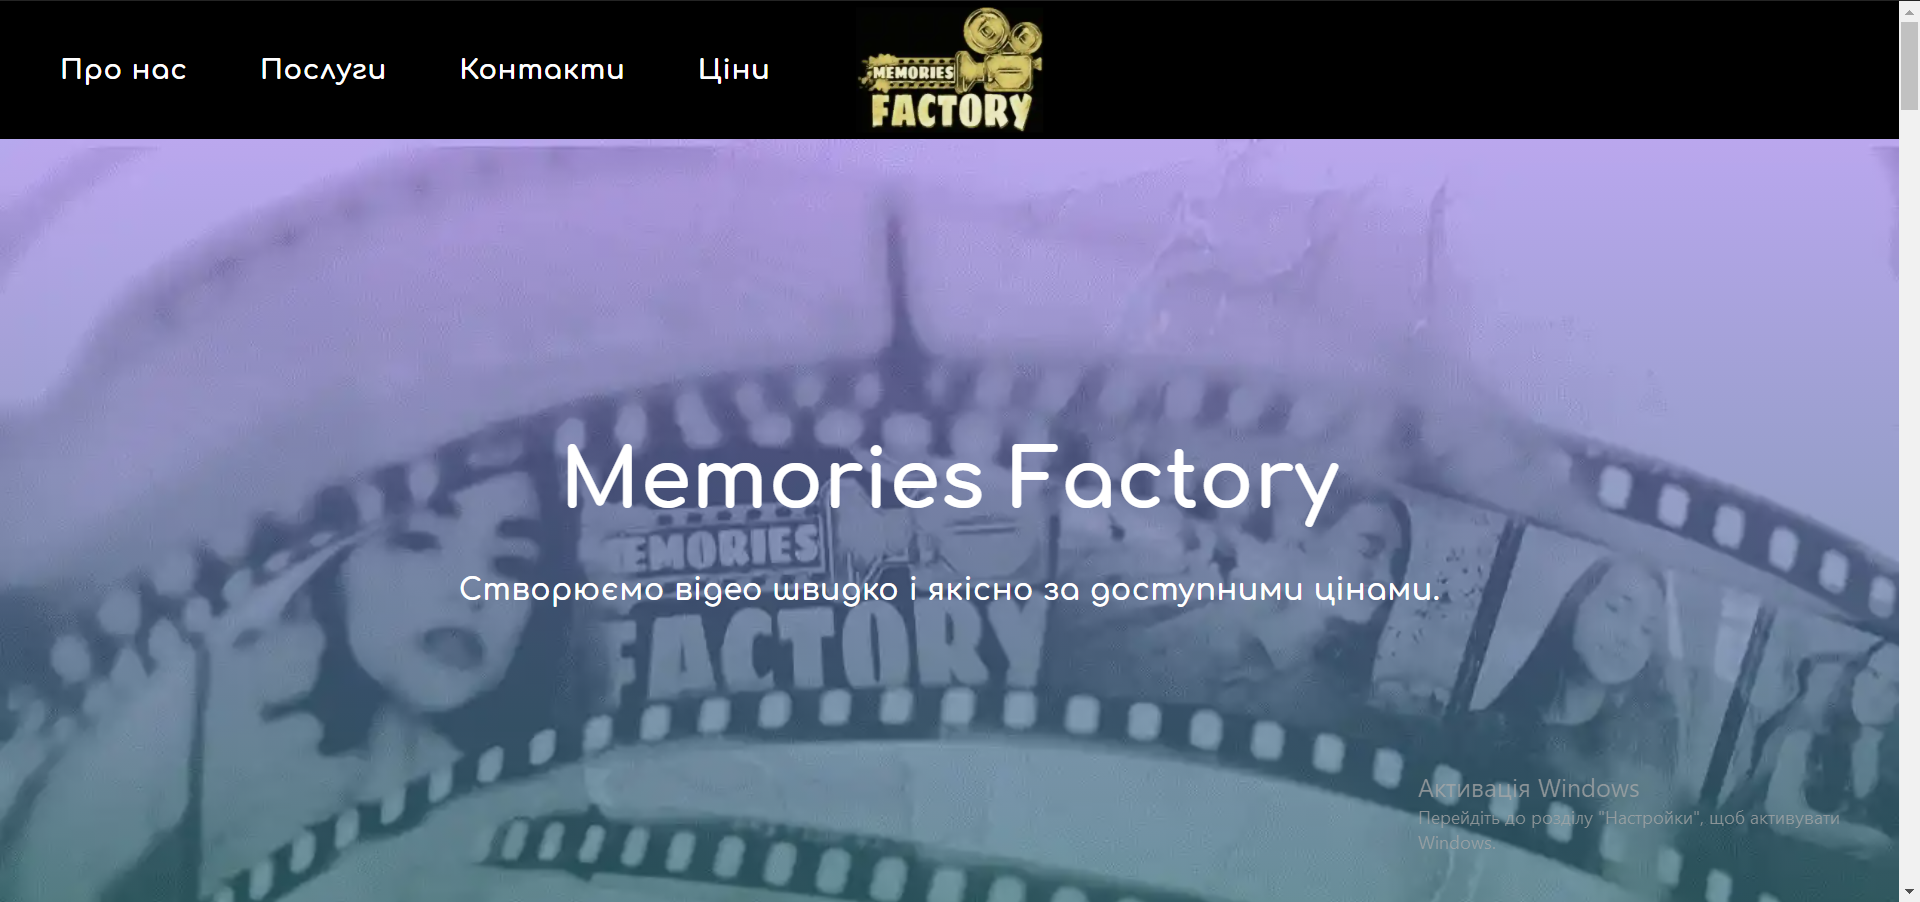 Про нас
Послуги
Контакти
Ціни
MEMORIES
FACTORY
Memories Factory
EMORIES
Створюємо відео швидко і якісно за доступними цінами.
FACTORY
Активація Windows
Перейдіть до розділу "Настройки", щоб активувати
Windows.